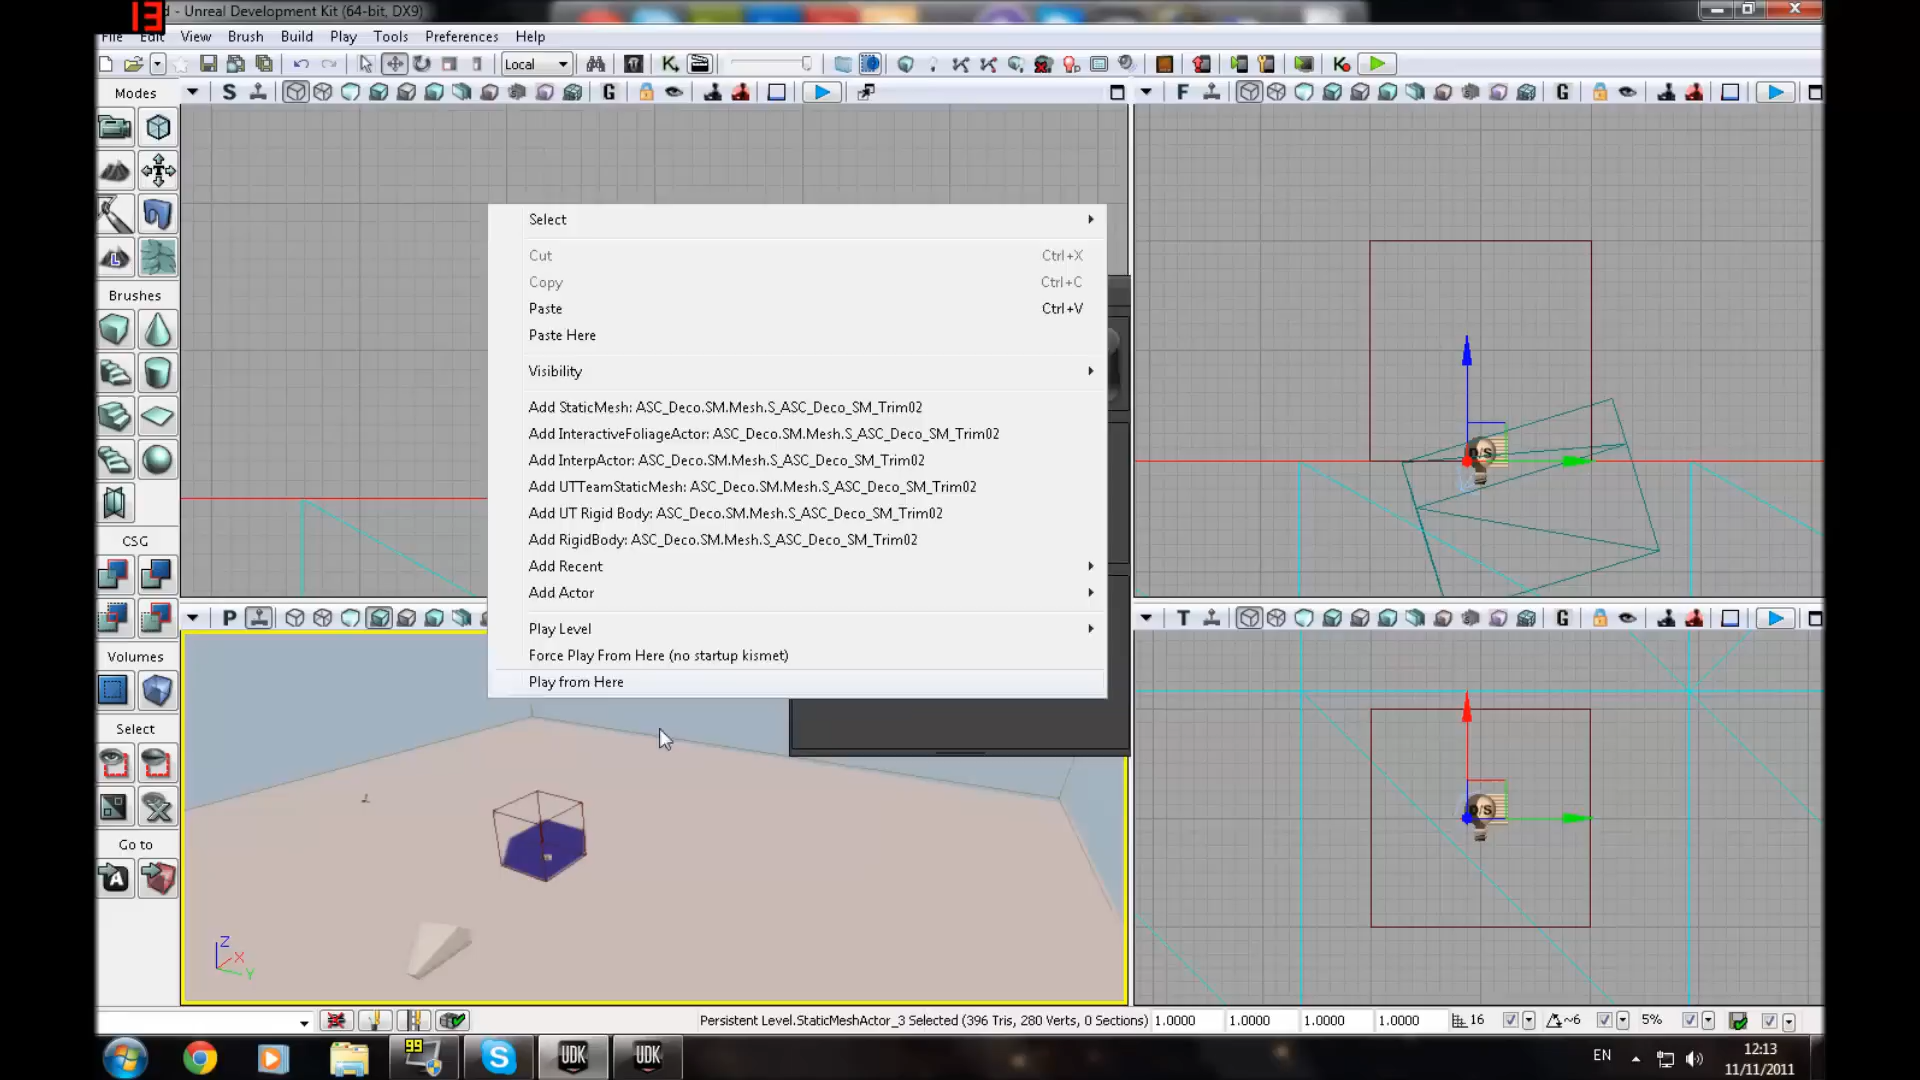 13
d - Unreal Development Kit (64-bit, DX9)
File Edit View Brush Build Play Tools Preferences Help
Local
Modes
S
G
F
G
Select
Cut Ctrl+X
Copy Ctrl+C
Paste Ctrl+V
Paste Here
Visibility
Add StaticMesh: ASC_Deco.SM.Mesh.S_ASC_Deco_SM_Trim02
Add InteractiveFoliageActor: ASC_Deco.SM.Mesh.S_ASC_Deco_SM_Trim02
Add InterpActor: ASC_Deco.SM.Mesh.S_ASC_Deco_SM_Trim02
Add UTTeamStaticMesh: ASC_Deco.SM.Mesh.S_ASC_Deco_SM_Trim02
Add UT Rigid Body: ASC_Deco.SM.Mesh.S_ASC_Deco_SM_Trim02
Add RigidBody: ASC_Deco.SM.Mesh.S_ASC_Deco_SM_Trim02
Add Recent
Add Actor
Play Level
Force Play From Here (no startup kismet)
Play from Here
Brushes
CSG
Volumes
Select
Go to
A
L
D/S
P
T
G
D/S
Z
X
Y
Persistent Level.StaticMeshActor_3 Selected (396 Tris, 280 Verts, 0 Sections) 1.0000 1.0000 1.0000 1.0000 16 ~6 5%
99
UDK
UDK
EN
12:13
11/11/2011